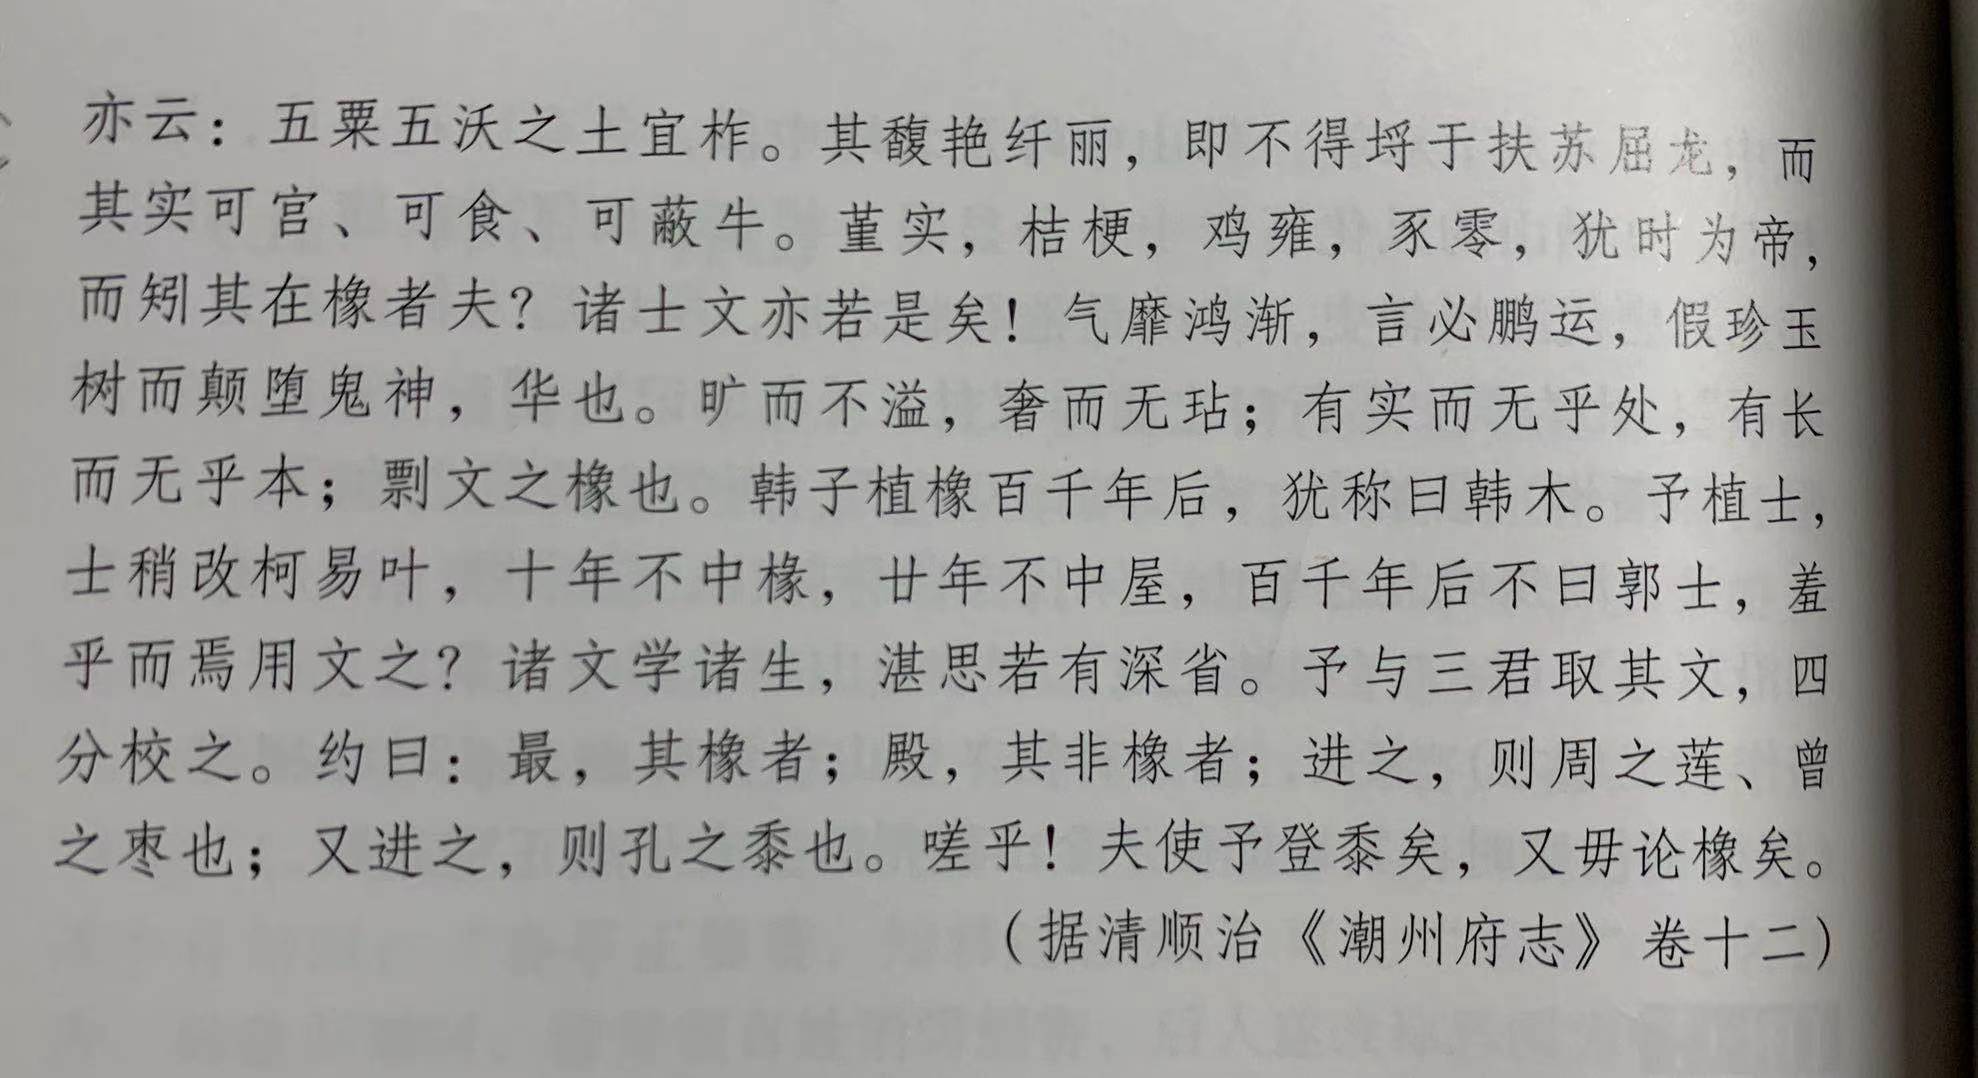 亦云：五粟五沃之土宜柞。其馥艳纤丽，即不得埒于扶苏屈龙，而
其实可宫、可食、可蔽牛。堇实，桔梗，鸡雍，豕零，犹时为帝，
而矧其在橡者夫？诸士文亦若是矣！气靡鸿渐，言必鹏运，假珍玉
树而颠堕鬼神，华也。旷而不溢，奢而无玷；有实而无乎处，有长
而无乎本；剽文之橡也。韩子植橡百千年后，犹称曰韩木。予植士，
士稍改柯易叶，十年不中椽，廿年不中屋，百千年后不曰郭士，羞
乎而焉用文之？诸文学诸生，湛思若有深省。予与三君取其文，四
分校之。约曰：最，其橡者；殿，其非橡者；进之，则周之莲、曾
之枣也；又进之，则孔之黍也。嗟乎！夫使予登黍矣，又毋论橡矣。
（据清顺治《潮州府志》卷十二）